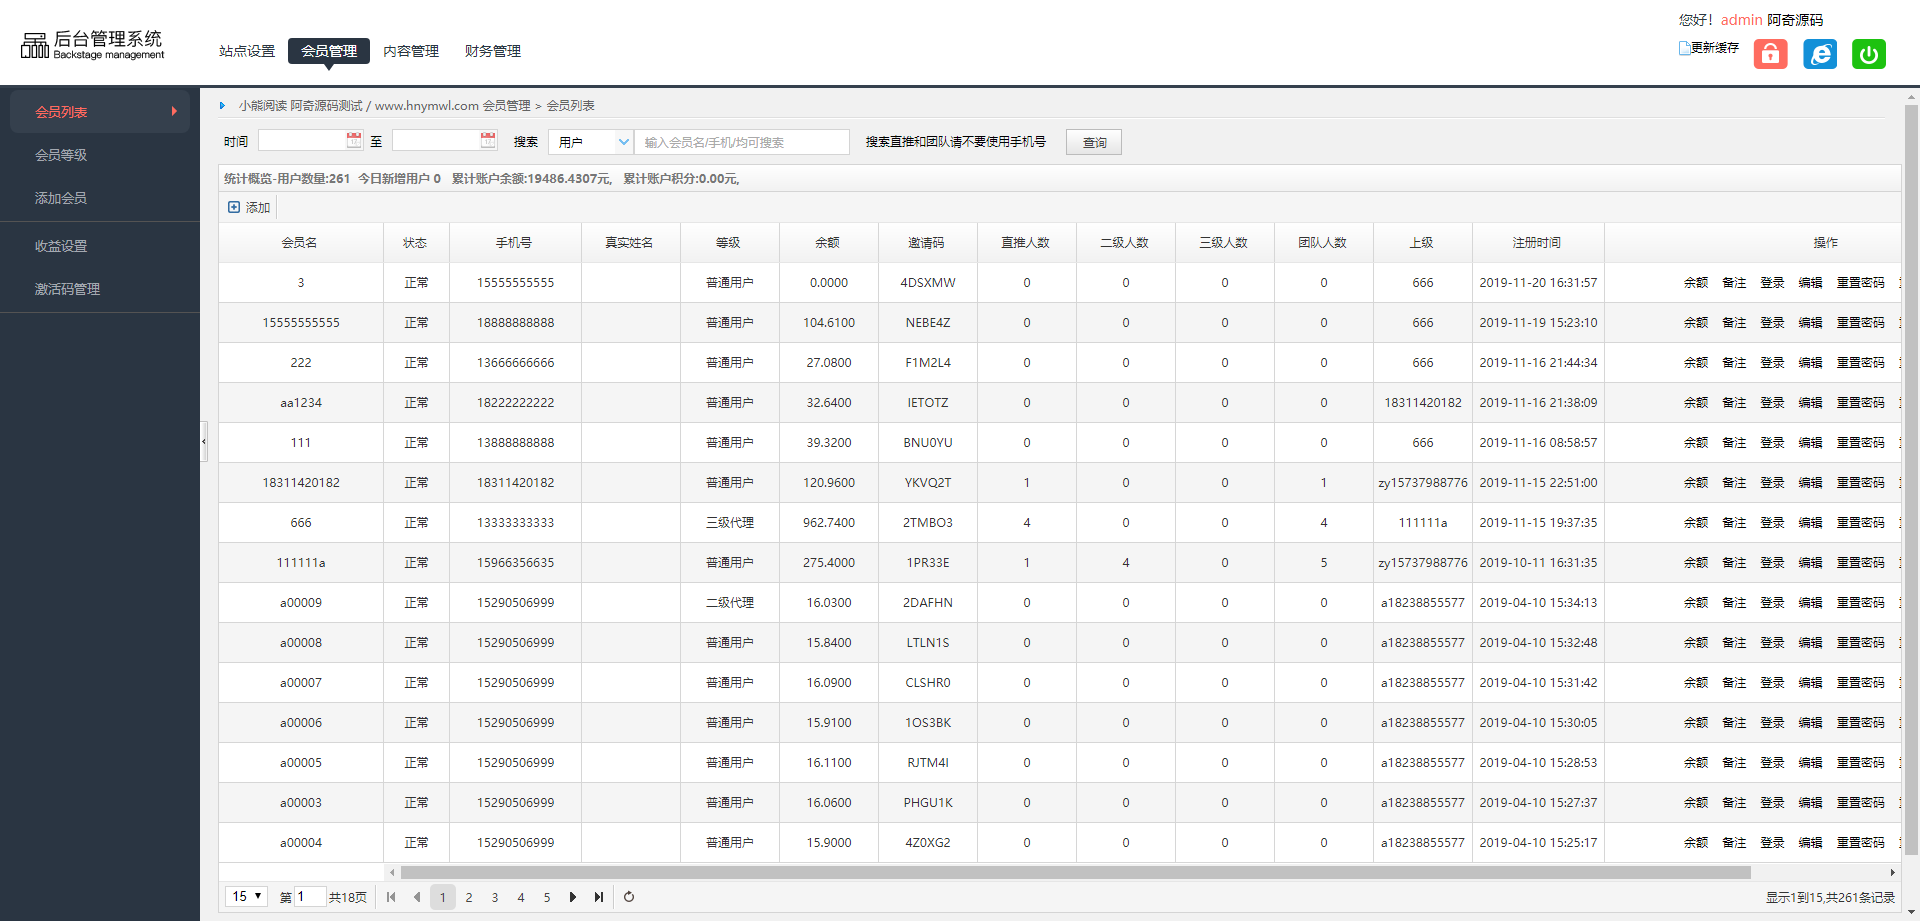 后台管理系统
Backstage management
站点设置 会员管理 内容管理 财务管理
您好！admin 阿奇源码
更新缓存
会员列表
会员等级
添加会员
收益设置
激活码管理
小熊阅读 阿奇源码测试 / www.hnymwl.com 会员管理 > 会员列表
时间 至 搜索 用户 输入会员名/手机/均可搜索 搜索直推和团队请不要使用手机号 查询
统计概览-用户数量:261 今日新增用户 0 累计账户余额:19486.4307元, 累计账户积分:0.00元,
添加
会员名 状态 手机号 真实姓名 等级 余额 邀请码 直推人数 二级人数 三级人数 团队人数 上级 注册时间 操作
3 正常 15555555555 普通用户 0.0000 4DSXMW 0 0 0 0 666 2019-11-20 16:31:57 余额 备注 登录 编辑 重置密码
15555555555 正常 18888888888 普通用户 104.6100 NEBE4Z 0 0 0 0 666 2019-11-19 15:23:10 余额 备注 登录 编辑 重置密码
222 正常 13666666666 普通用户 27.0800 F1M2L4 0 0 0 0 666 2019-11-16 21:44:34 余额 备注 登录 编辑 重置密码
aa1234 正常 18222222222 普通用户 32.6400 IETOTZ 0 0 0 0 18311420182 2019-11-16 21:38:09 余额 备注 登录 编辑 重置密码
111 正常 13888888888 普通用户 39.3200 BNU0YU 0 0 0 0 666 2019-11-16 08:58:57 余额 备注 登录 编辑 重置密码
18311420182 正常 18311420182 普通用户 120.9600 YKVQ2T 1 0 0 1 zy15737988776 2019-11-15 22:51:00 余额 备注 登录 编辑 重置密码
666 正常 13333333333 三级代理 962.7400 2TMBO3 4 0 0 4 111111a 2019-11-15 19:37:35 余额 备注 登录 编辑 重置密码
111111a 正常 15966356635 普通用户 275.4000 1PR33E 1 4 0 5 zy15737988776 2019-10-11 16:31:35 余额 备注 登录 编辑 重置密码
a00009 正常 15290506999 二级代理 16.0300 2DAFHN 0 0 0 0 a18238855577 2019-04-10 15:34:13 余额 备注 登录 编辑 重置密码
a00008 正常 15290506999 普通用户 15.8400 LTLN1S 0 0 0 0 a18238855577 2019-04-10 15:32:48 余额 备注 登录 编辑 重置密码
a00007 正常 15290506999 普通用户 16.0900 CLSHR0 0 0 0 0 a18238855577 2019-04-10 15:31:42 余额 备注 登录 编辑 重置密码
a00006 正常 15290506999 普通用户 15.9100 1OS3BK 0 0 0 0 a18238855577 2019-04-10 15:30:05 余额 备注 登录 编辑 重置密码
a00005 正常 15290506999 普通用户 16.1100 RJTM4I 0 0 0 0 a18238855577 2019-04-10 15:28:53 余额 备注 登录 编辑 重置密码
a00003 正常 15290506999 普通用户 16.0600 PHGU1K 0 0 0 0 a18238855577 2019-04-10 15:27:37 余额 备注 登录 编辑 重置密码
a00004 正常 15290506999 普通用户 15.9000 4Z0XG2 0 0 0 0 a18238855577 2019-04-10 15:25:17 余额 备注 登录 编辑 重置密码
15 第 1 共18页 1 2 3 4 5 显示1到15,共261条记录